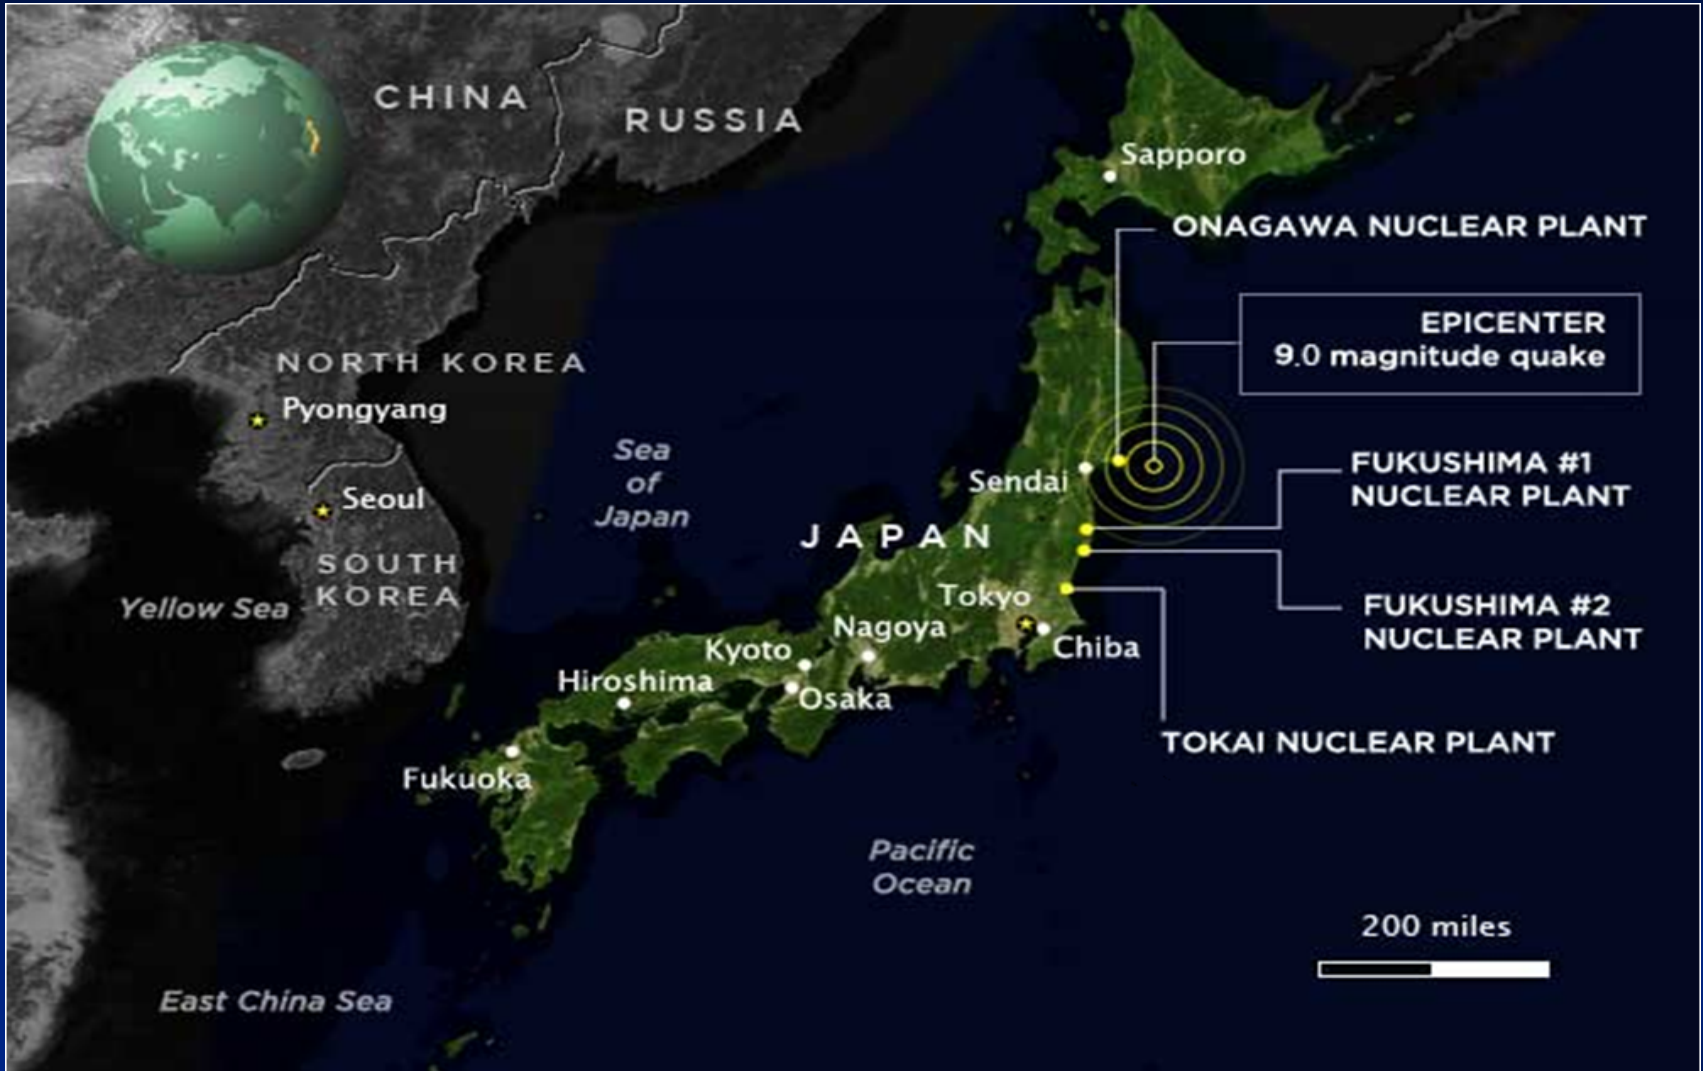 CHINA
RUSSIA
Sapporo
ONAGAWA NUCLEAR PLANT
EPICENTER
9.0 magnitude quake
NORTH KOREA
Pyongyang
Sea
of
Japan
Sendai
FUKUSHIMA #1
NUCLEAR PLANT
Seoul
JAPAN
SOUTH
KOREA
Yellow Sea
Tokyo
FUKUSHIMA #2
NUCLEAR PLANT
Nagoya
Chiba
Kyoto
Hiroshima
Osaka
TOKAI NUCLEAR PLANT
Fukuoka
Pacific
Ocean
200 miles
East China Sea